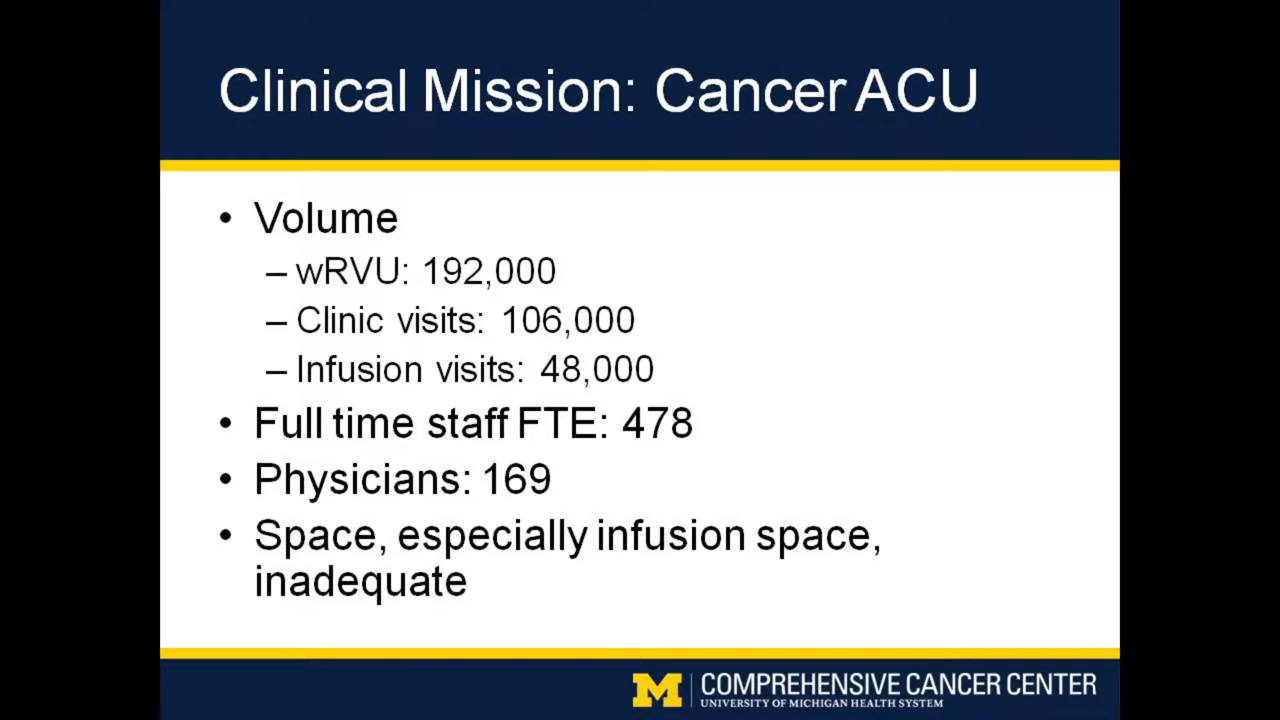 Clinical Mission: Cancer ACU
• Volume
– wRVU: 192,000
– Clinic visits: 106,000
– Infusion visits: 48,000
• Full time staff FTE: 478
• Physicians: 169
• Space, especially infusion space,
inadequate
M COMPREHENSIVE CANCER CENTER
UNIVERSITY OF MICHIGAN HEALTH SYSTEM